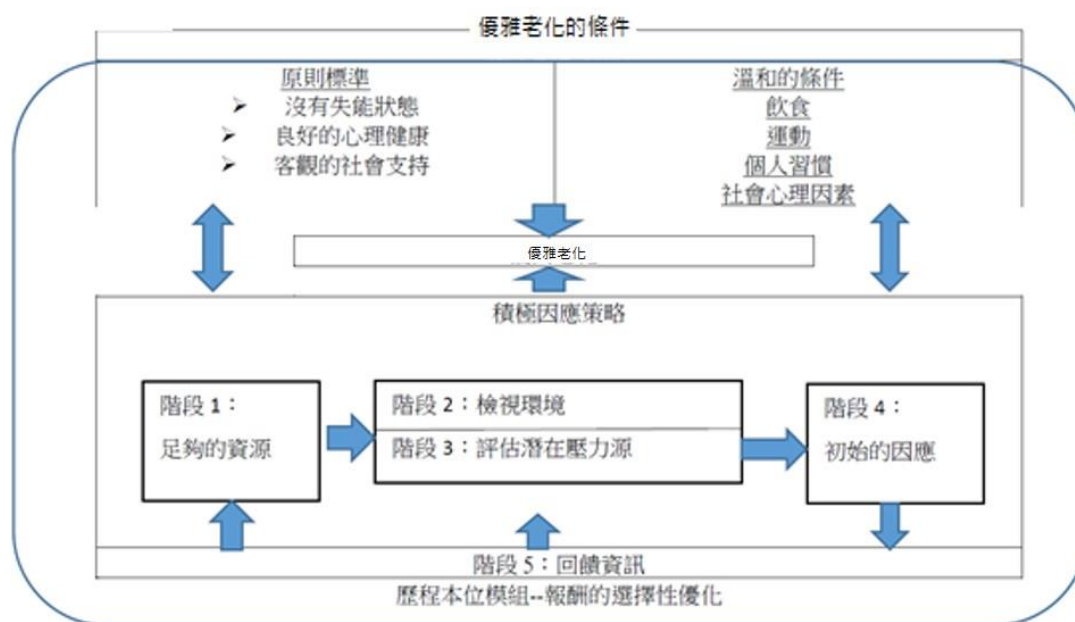 優雅老化的條件
原則標準
➤ 沒有失能狀態
➤ 良好的心理健康
➤ 客觀的社會支持
溫和的條件
飲食
運動
個人習慣
社會心理因素
優雅老化
積極因應策略
階段 1：
足夠的資源
階段 2：檢視環境
階段 3：評估潛在壓力源
階段 4：
初始的因應
階段 5：回饋資訊
歷程本位模組--報酬的選擇性優化